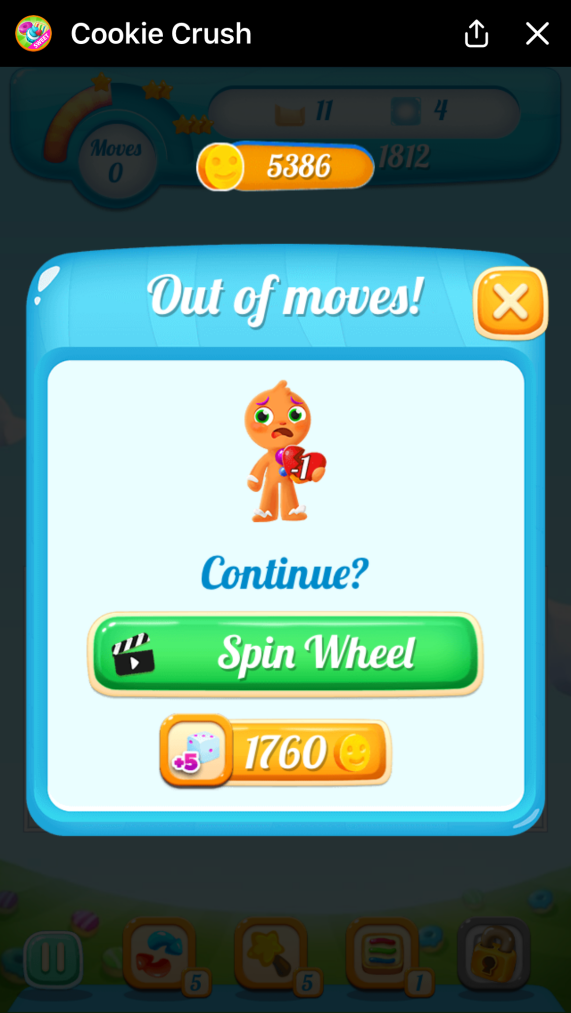 Cookie Crush
SWEET
11 4
Moves
0
1812
5386
Out of moves!
-1
Continue?
Spin Wheel
+5 1760
5 5 1